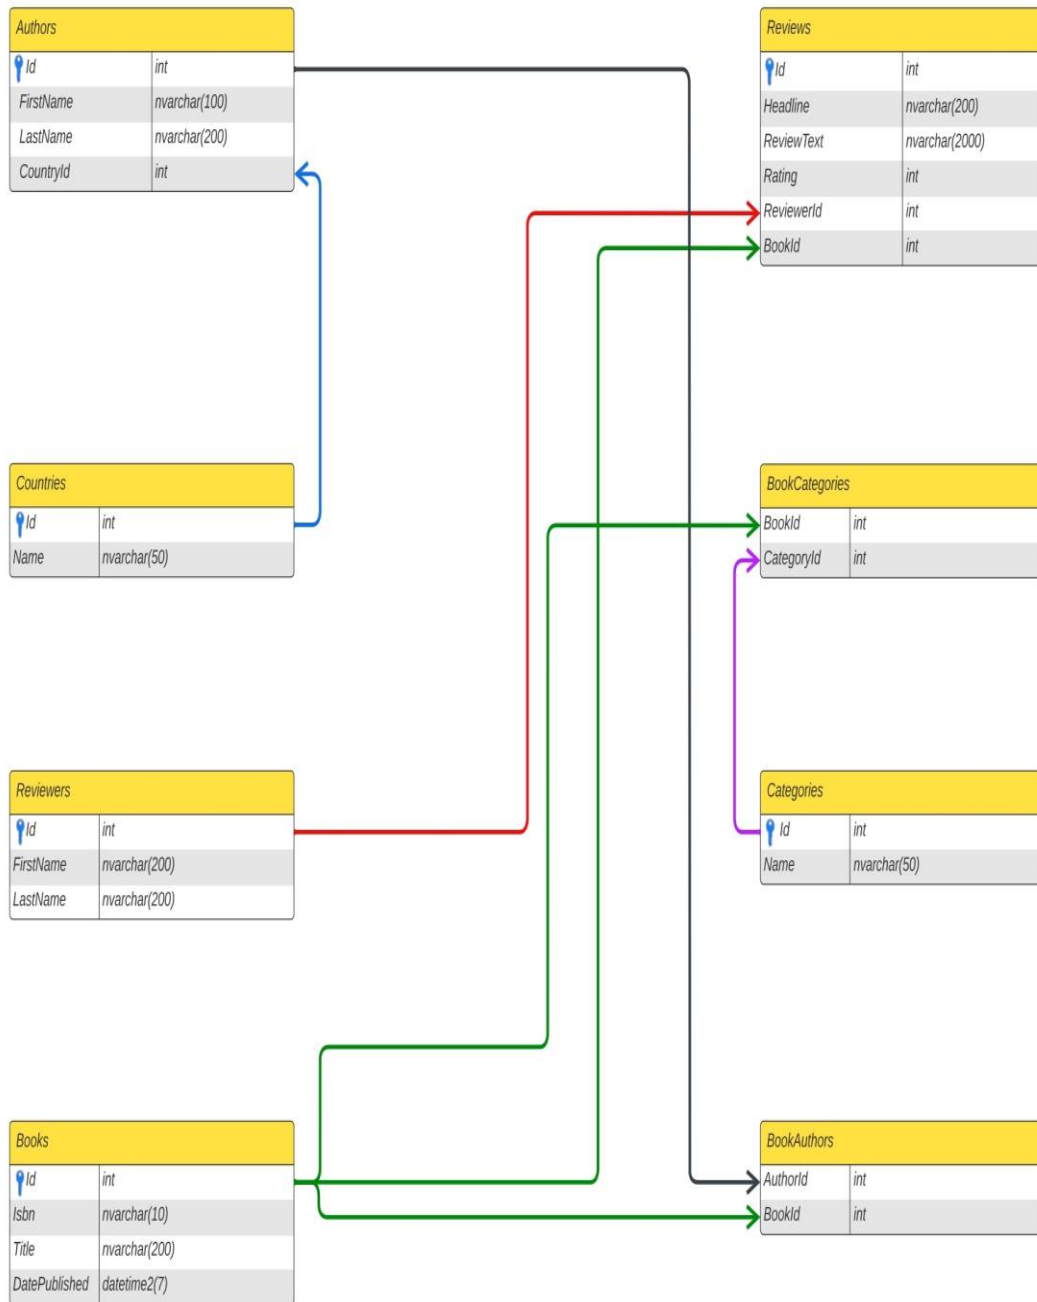 Authors
Id int
FirstName nvarchar(100)
LastName nvarchar(200)
CountryId int
Reviews
Id int
Headline nvarchar(200)
ReviewText nvarchar(2000)
Rating int
ReviewerId int
BookId int
Countries
Id int
Name nvarchar(50)
BookCategories
BookId int
CategoryId int
Reviewers
Id int
FirstName nvarchar(200)
LastName nvarchar(200)
Categories
Id int
Name nvarchar(50)
Books
Id int
Isbn nvarchar(10)
Title nvarchar(200)
DatePublished datetime2(7)
BookAuthors
AuthorId int
BookId int